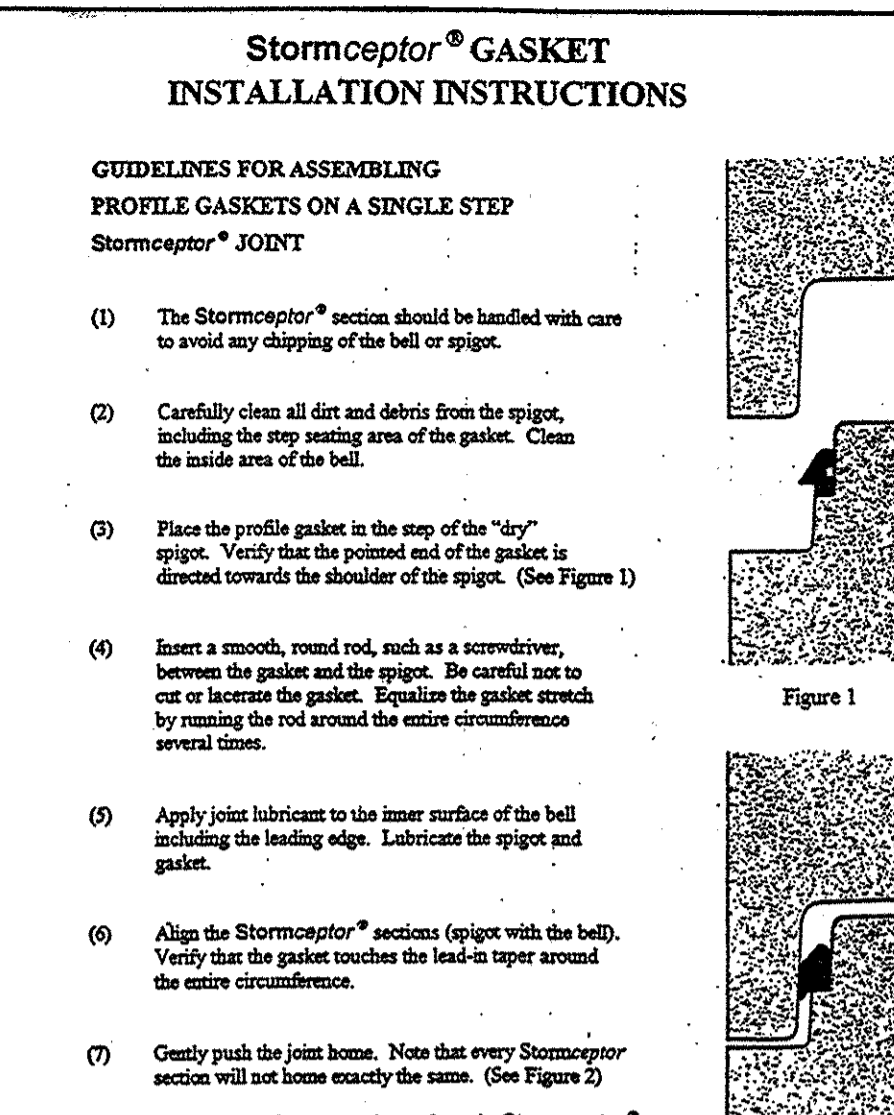 Stormceptor® GASKET
INSTALLATION INSTRUCTIONS
GUIDELINES FOR ASSEMBLING
PROFILE GASKETS ON A SINGLE STEP
Stormceptor® JOINT
(1) The Stormceptor® section should be handled with care
to avoid any chipping of the bell or spigot.
(2) Carefully clean all dirt and debris from the spigot,
including the step seating area of the gasket. Clean
the inside area of the bell.
(3) Place the profile gasket in the step of the “dry”
spigot. Verify that the pointed end of the gasket is
directed towards the shoulder of the spigot. (See Figure 1)
(4) Insert a smooth, round rod, such as a screwdriver,
between the gasket and the spigot. Be careful not to
cut or lacerate the gasket. Equalize the gasket stretch
by running the rod around the entire circumference
several times.
Figure 1
(5) Apply joint lubricant to the inner surface of the bell
including the leading edge. Lubricate the spigot and
gasket.
(6) Align the Stormceptor® sections (spigot with the bell).
Verify that the gasket touches the lead-in taper around
the entire circumference.
(7) Gently push the joint home. Note that every Stormceptor
section will not home exactly the same. (See Figure 2)